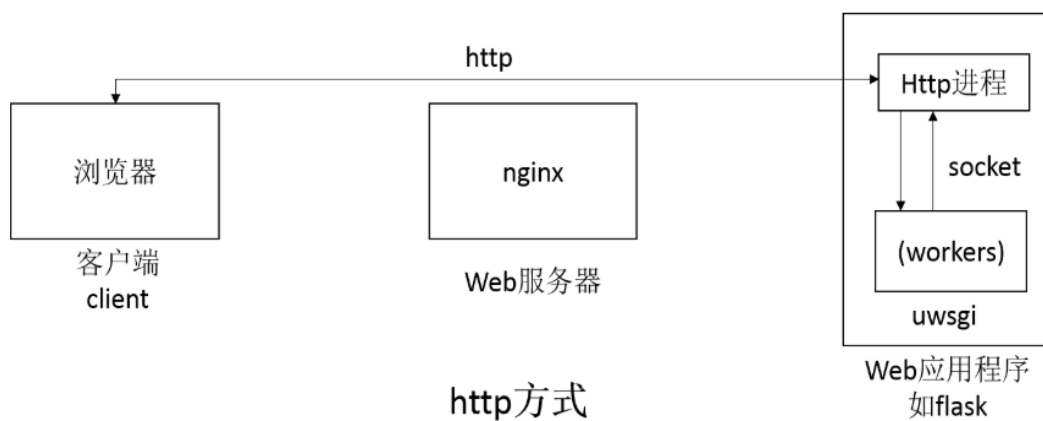 http
Http进程
浏览器
nginx
socket
(workers)
客户端
client
Web服务器
uwsgi
Web应用程序
如flask
http方式